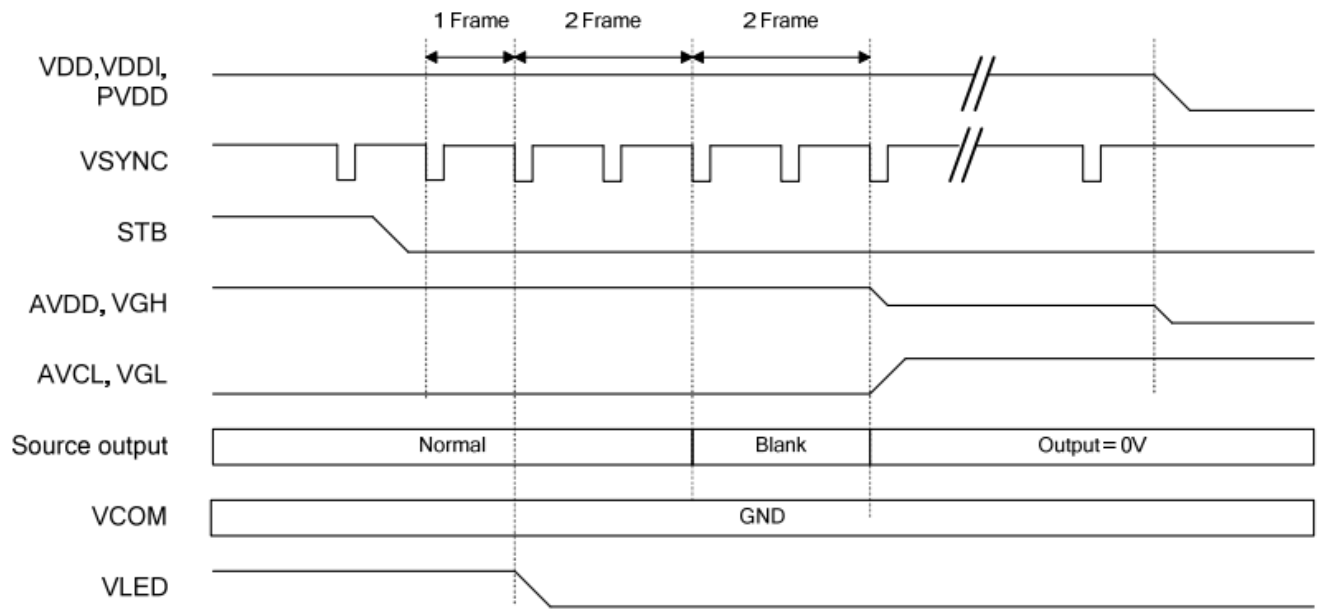 1 Frame 2 Frame 2 Frame
VDD,VDDI,
PVDD
VSYNC
STB
AVDD, VGH
AVCL, VGL
Source output Normal Blank Output = 0V
VCOM GND
VLED